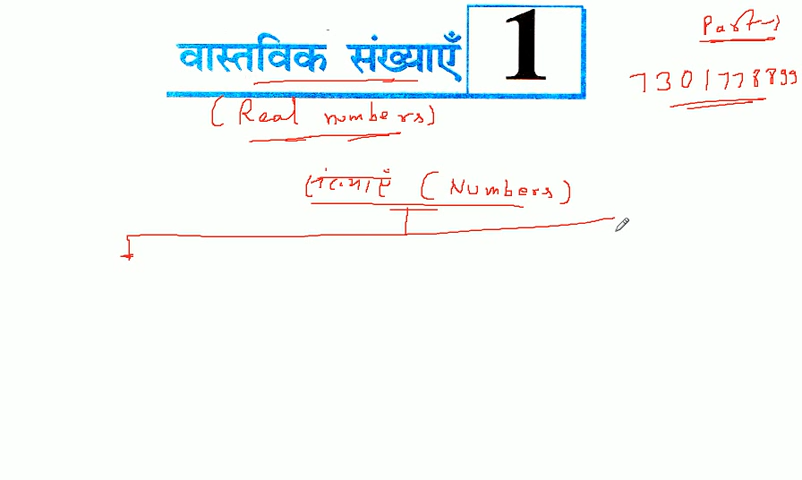 Part-1
वास्तविक संख्याएँ 1
7301778899
(Real numbers)
संख्याएँ (Numbers)